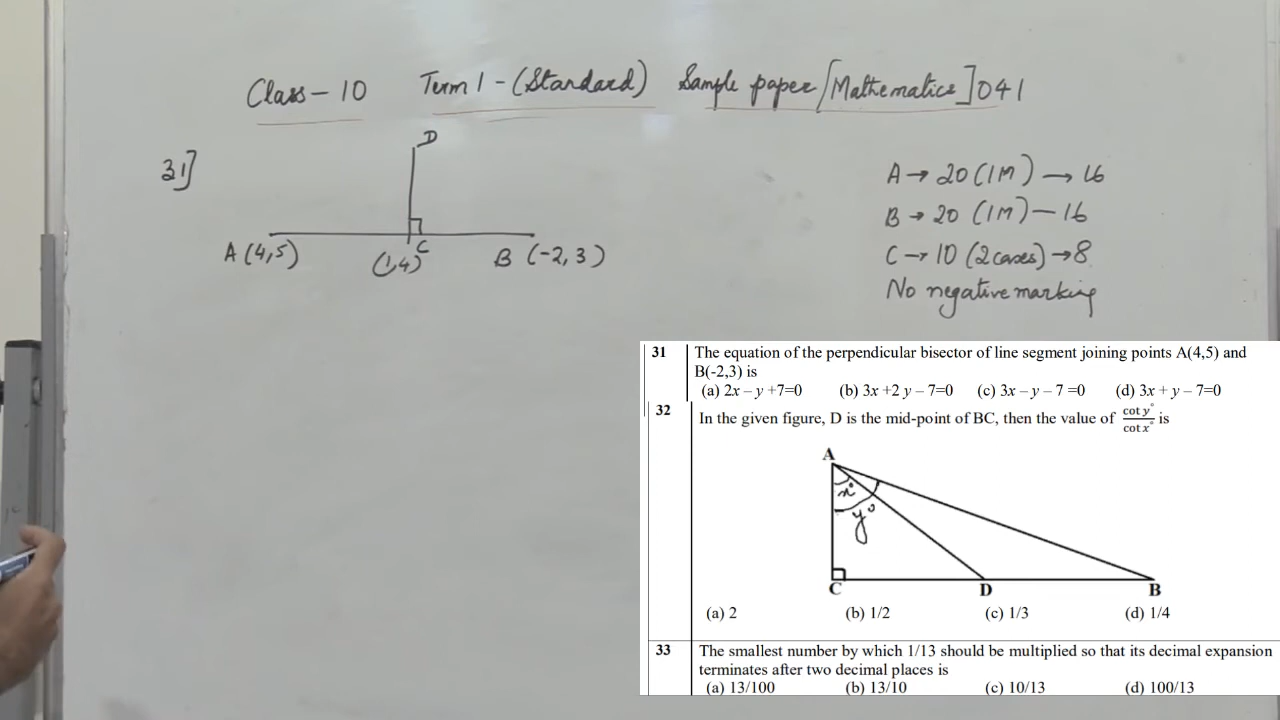 Class - 10 Term 1 - (Standard) Sample paper [Mathematics] 041
31]
D
A (4,5)
(1,4)
C
B (-2, 3)
A → 20 (1M) → 16
B → 20 (1M) — 16
C → 10 (2 cases) → 8
No negative marking
31 The equation of the perpendicular bisector of line segment joining points A(4,5) and
B(-2,3) is
(a) 2x – y +7=0 (b) 3x +2 y – 7=0 (c) 3x – y – 7 =0 (d) 3x + y – 7=0
32 In the given figure, D is the mid-point of BC, then the value of cot y°/cot x° is
A
x°
y°
C D B
(a) 2 (b) 1/2 (c) 1/3 (d) 1/4
33 The smallest number by which 1/13 should be multiplied so that its decimal expansion
terminates after two decimal places is
(a) 13/100 (b) 13/10 (c) 10/13 (d) 100/13